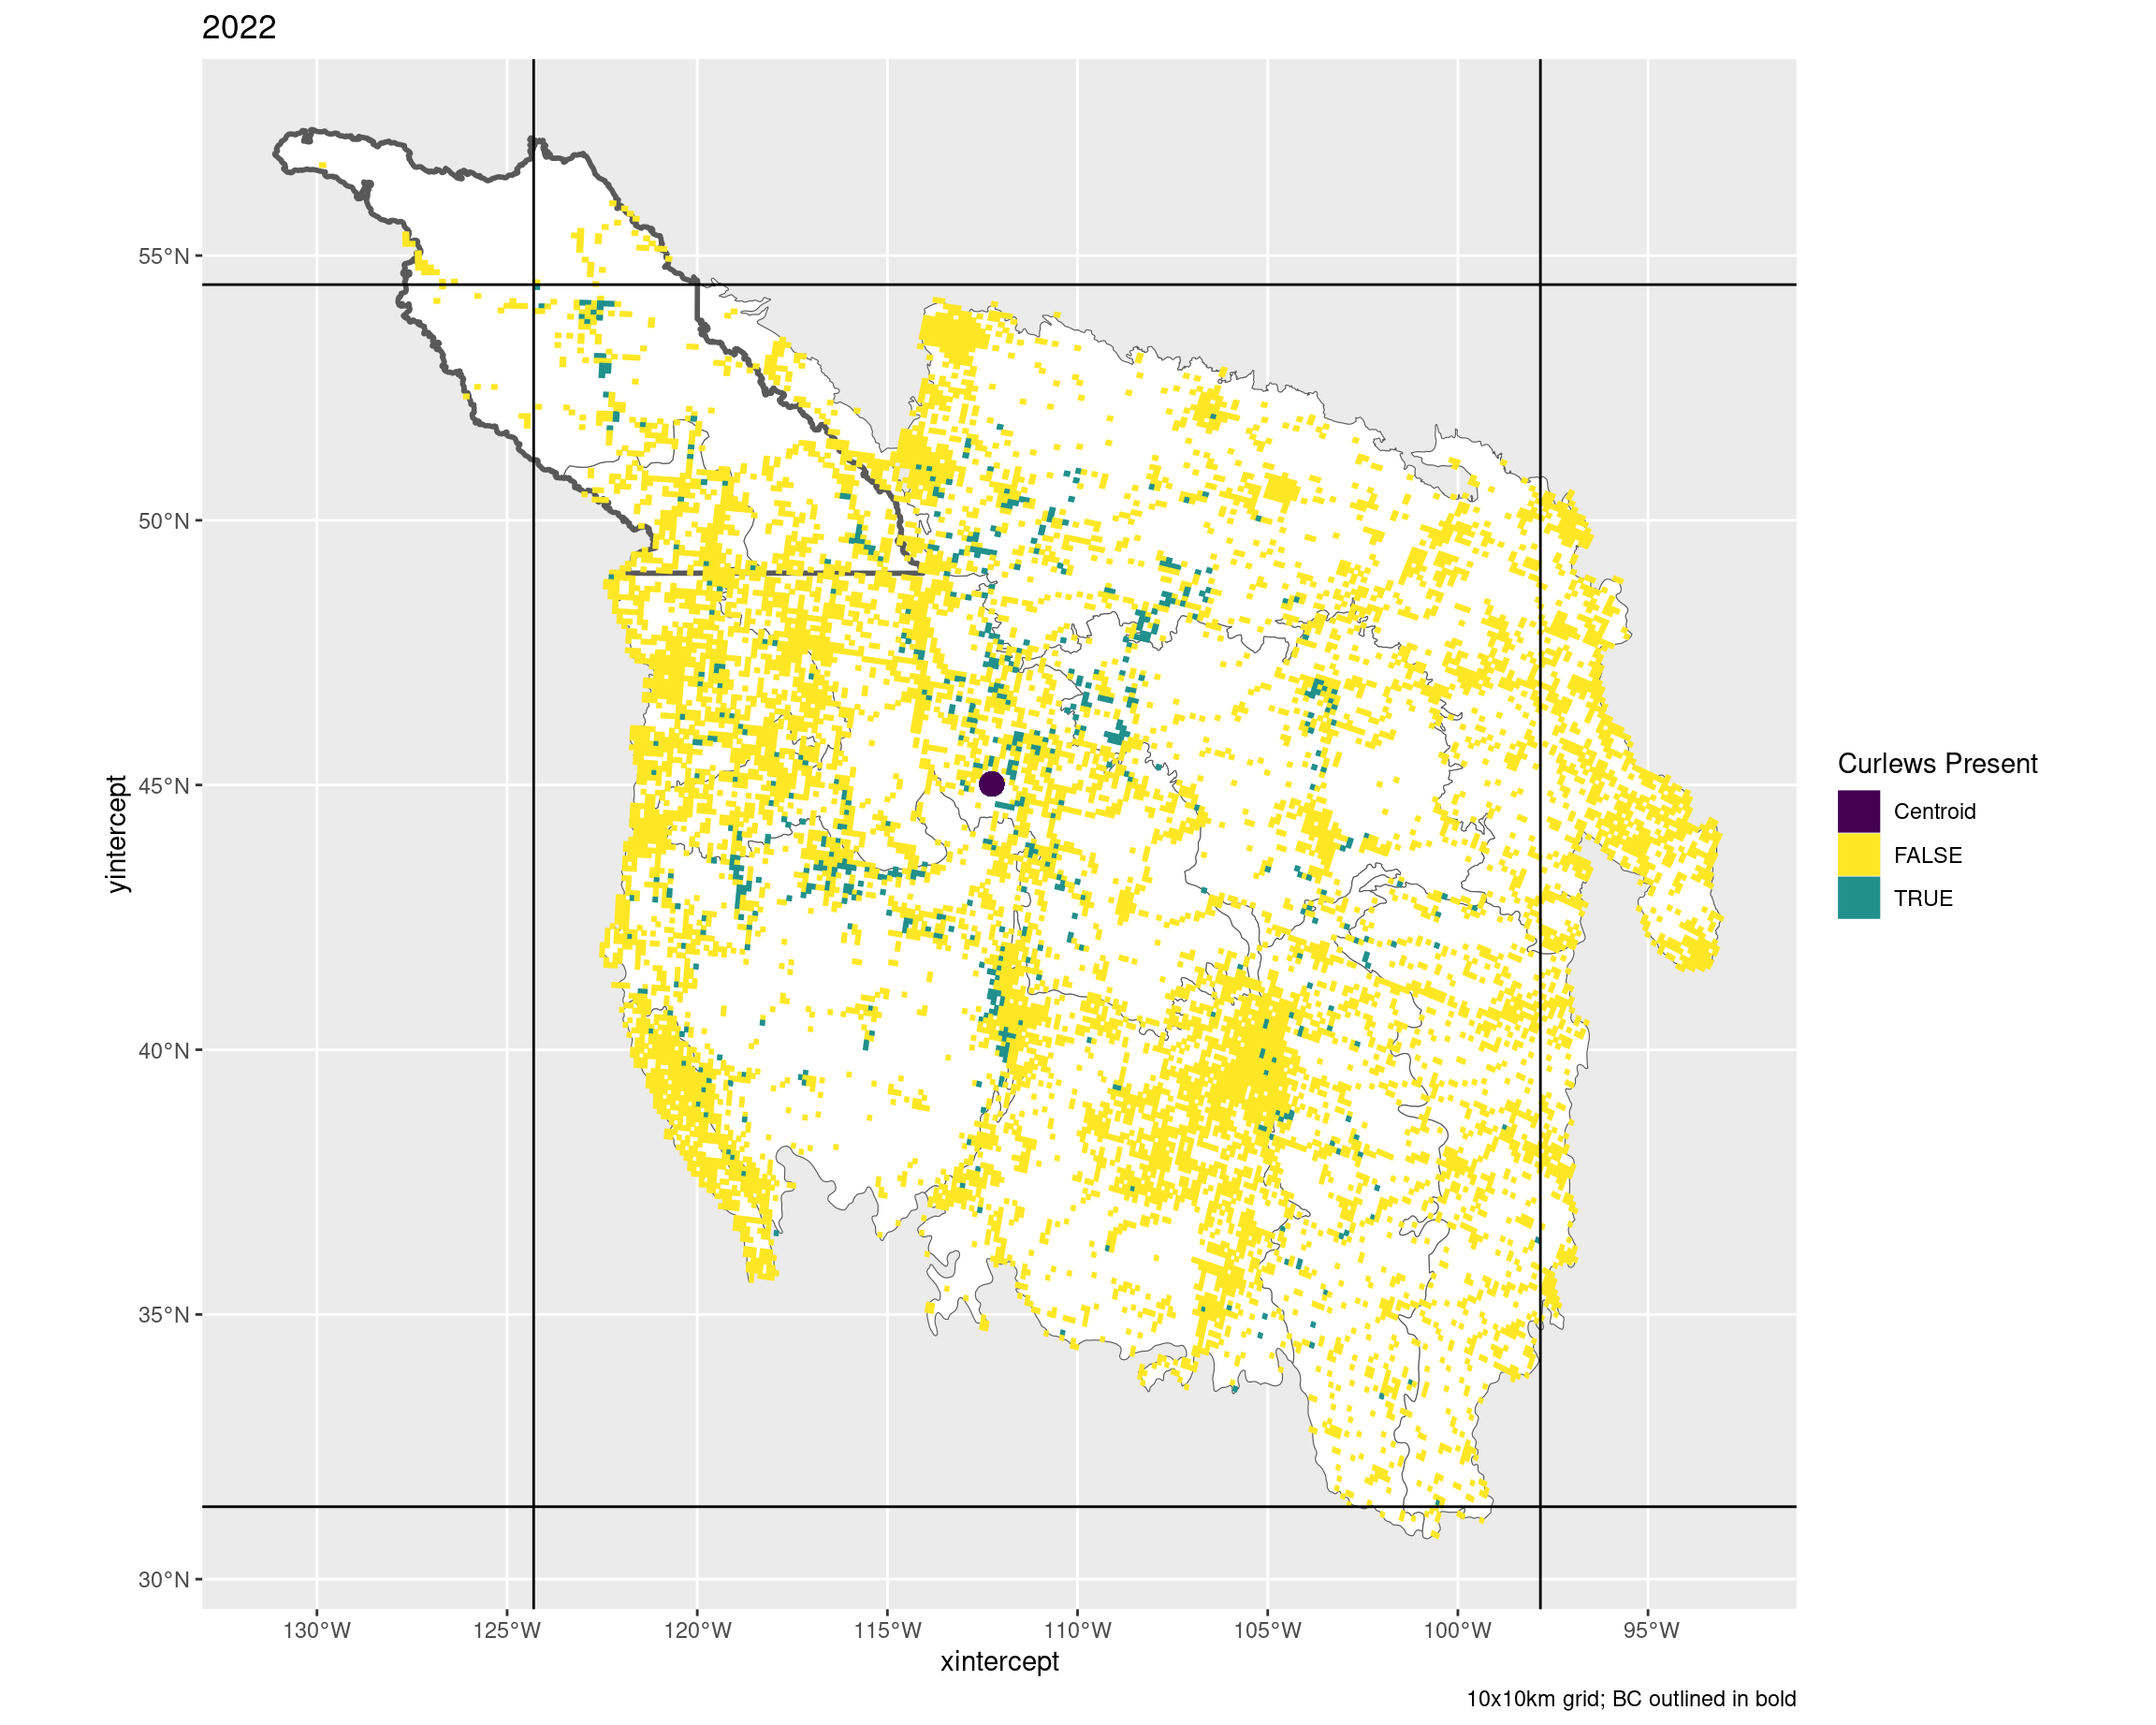 2022
55°N
50°N
45°N
40°N
35°N
30°N
yintercept
130°W
125°W
120°W
115°W
110°W
105°W
100°W
95°W
xintercept
Curlews Present
Centroid
FALSE
TRUE
10x10km grid; BC outlined in bold